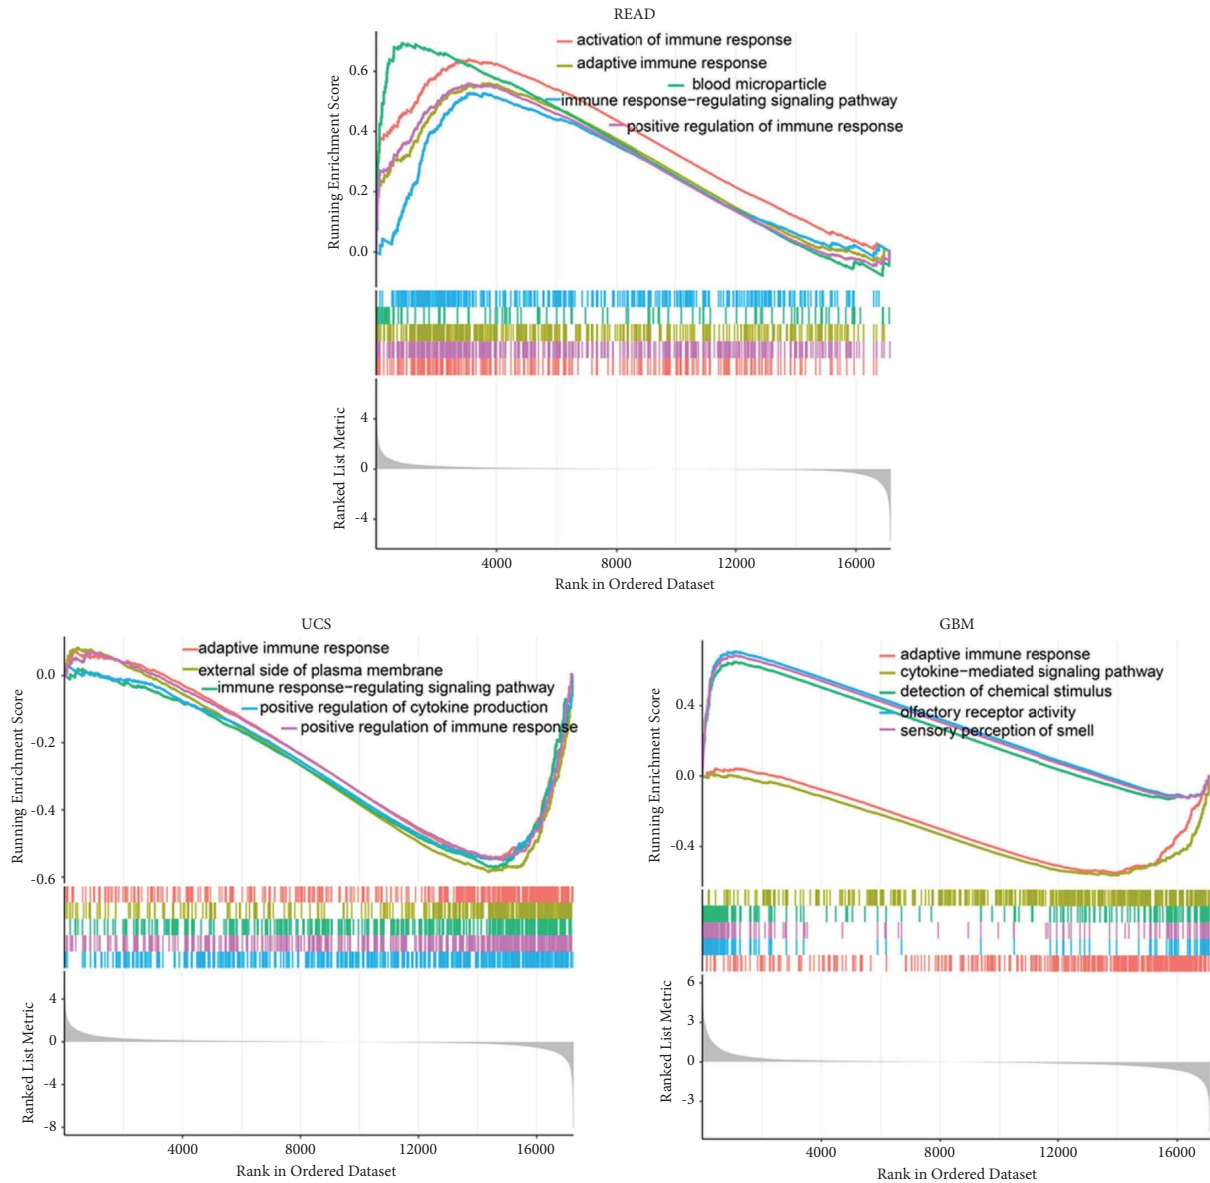 READ
activation of immune response
adaptive immune response
blood microparticle
immune response-regulating signaling pathway
positive regulation of immune response
Running Enrichment Score
0.6
0.4
0.2
0.0
Ranked List Metric
4
0
-4
4000 8000 12000 16000
Rank in Ordered Dataset
UCS
adaptive immune response
external side of plasma membrane
immune response-regulating signaling pathway
positive regulation of cytokine production
positive regulation of immune response
Running Enrichment Score
0.0
-0.2
-0.4
-0.6
Ranked List Metric
4
0
-4
-8
4000 8000 12000 16000
Rank in Ordered Dataset
GBM
adaptive immune response
cytokine-mediated signaling pathway
detection of chemical stimulus
olfactory receptor activity
sensory perception of smell
Running Enrichment Score
0.4
0.0
-0.4
Ranked List Metric
6
3
0
-3
4000 8000 12000 16000
Rank in Ordered Dataset